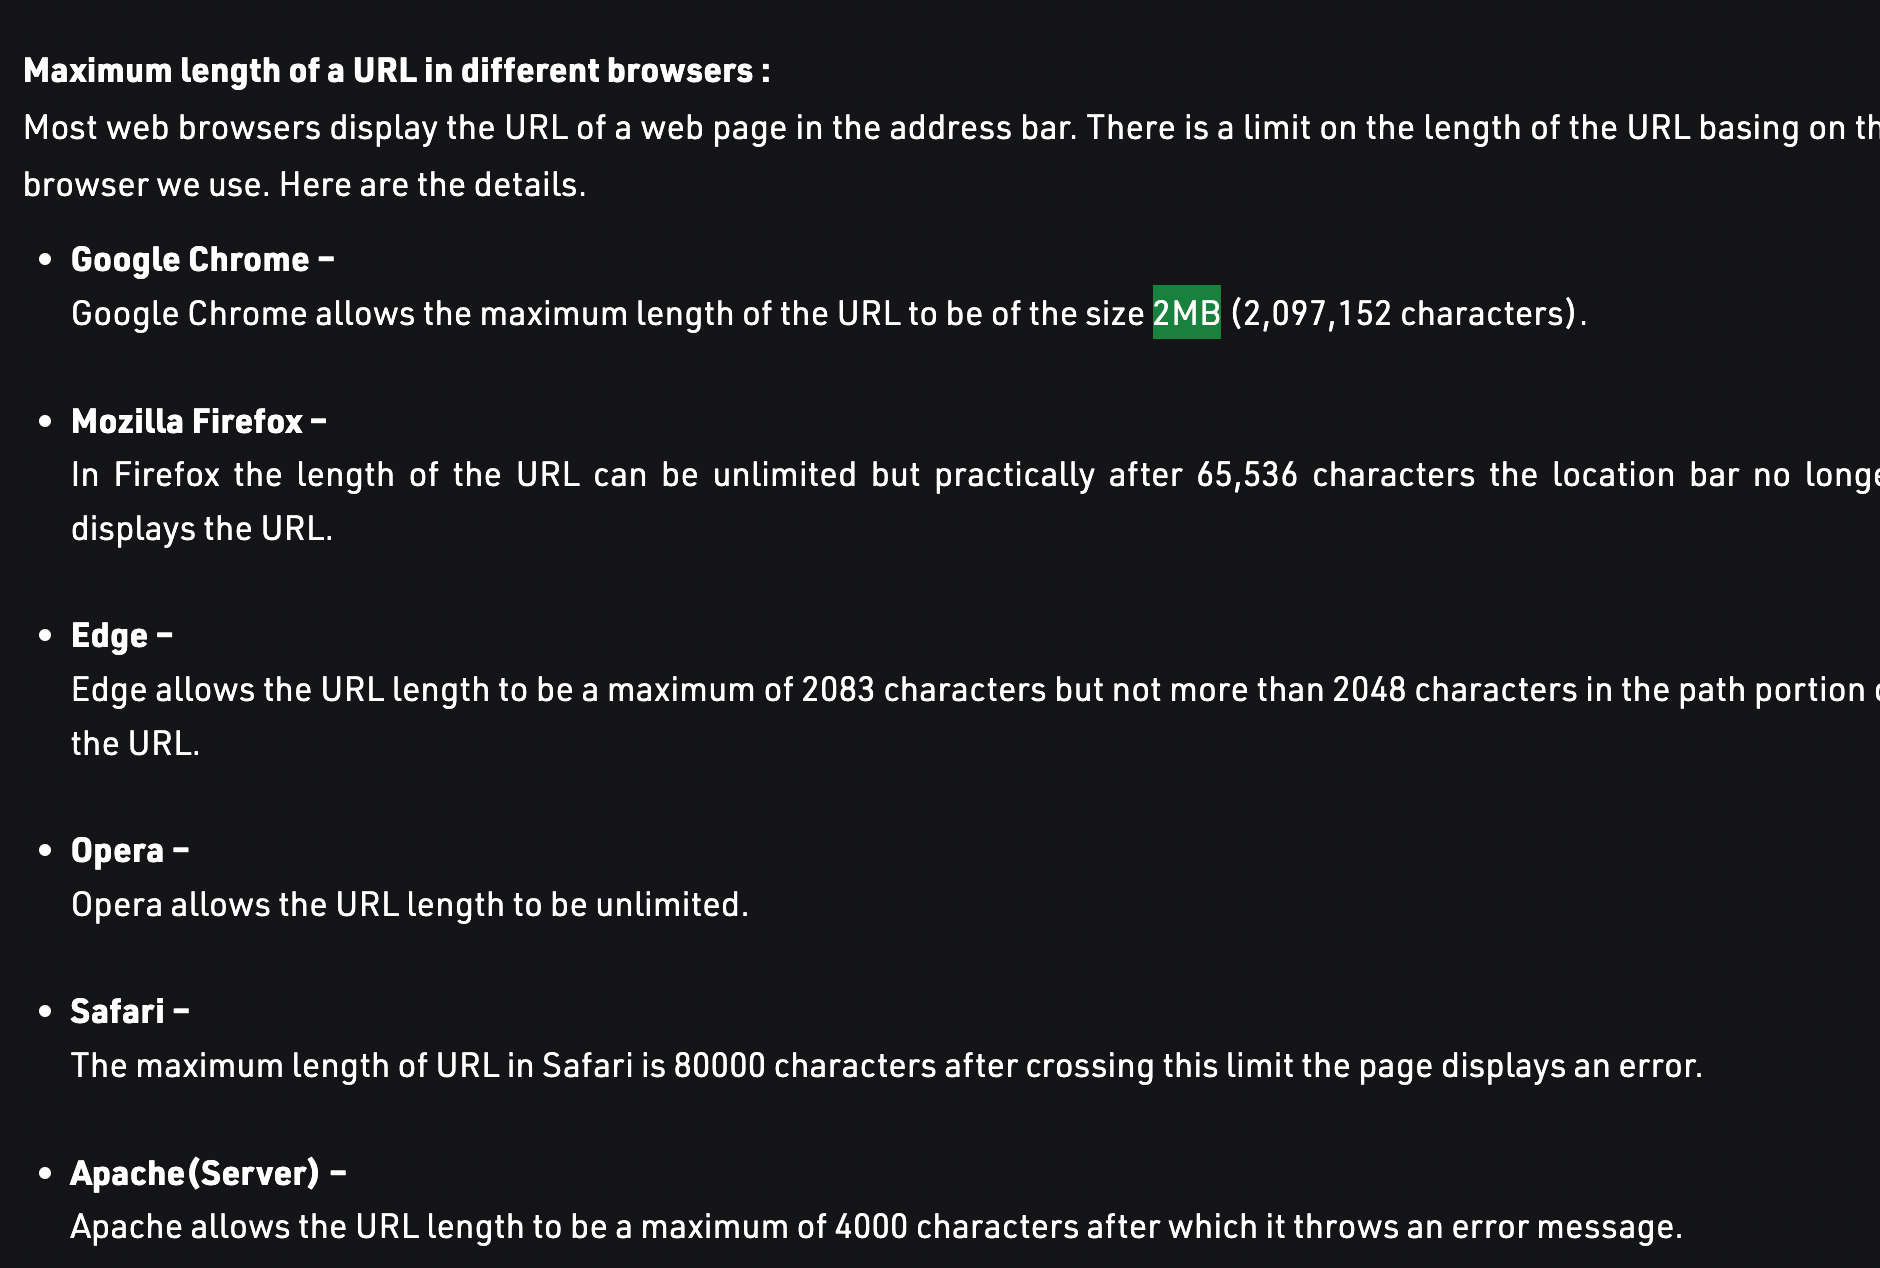 Maximum length of a URL in different browsers :
Most web browsers display the URL of a web page in the address bar. There is a limit on the length of the URL basing on th
browser we use. Here are the details.
• Google Chrome –
Google Chrome allows the maximum length of the URL to be of the size 2MB (2,097,152 characters).
• Mozilla Firefox –
In Firefox the length of the URL can be unlimited but practically after 65,536 characters the location bar no longe
displays the URL.
• Edge –
Edge allows the URL length to be a maximum of 2083 characters but not more than 2048 characters in the path portion
the URL.
• Opera –
Opera allows the URL length to be unlimited.
• Safari –
The maximum length of URL in Safari is 80000 characters after crossing this limit the page displays an error.
• Apache(Server) –
Apache allows the URL length to be a maximum of 4000 characters after which it throws an error message.